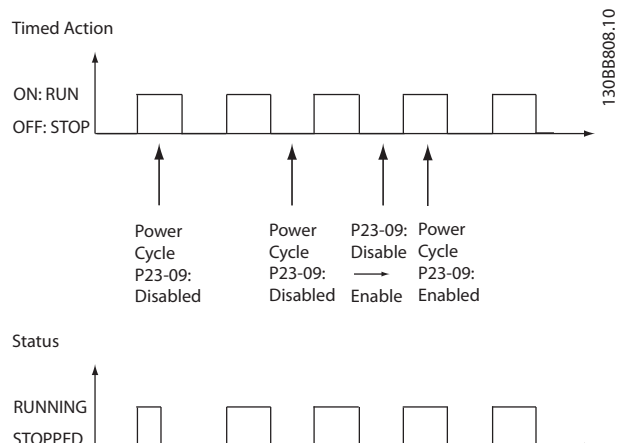 Timed Action
130BB808.10
ON: RUN
OFF: STOP
Power
Cycle
P23-09:
Disabled
Power
Cycle
P23-09:
Disabled
P23-09:
Disable
Enable
Power
Cycle
P23-09:
Enabled
Status
RUNNING
STOPPED